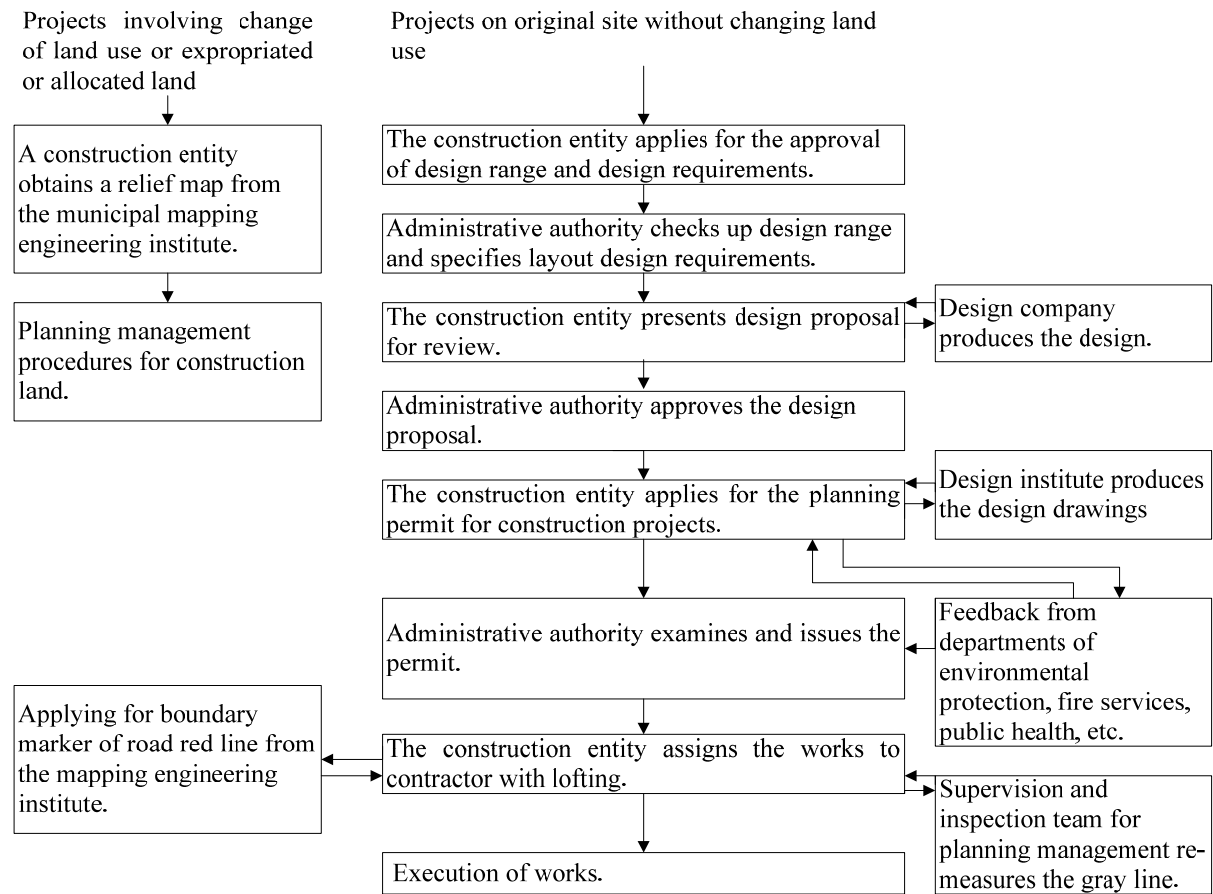 Projects involving change
of land use or expropriated
or allocated land
Projects on original site without changing land
use
A construction entity
obtains a relief map from
the municipal mapping
engineering institute.
The construction entity applies for the approval
of design range and design requirements.
Administrative authority checks up design range
and specifies layout design requirements.
Planning management
procedures for construction
land.
The construction entity presents design proposal
for review.
Design company
produces the design.
Administrative authority approves the design
proposal.
The construction entity applies for the planning
permit for construction projects.
Design institute produces
the design drawings
Administrative authority examines and issues the
permit.
Feedback from
departments of
environmental
protection, fire services,
public health, etc.
Applying for boundary
marker of road red line from
the mapping engineering
institute.
The construction entity assigns the works to
contractor with lofting.
Supervision and
inspection team for
planning management re-
measures the gray line.
Execution of works.